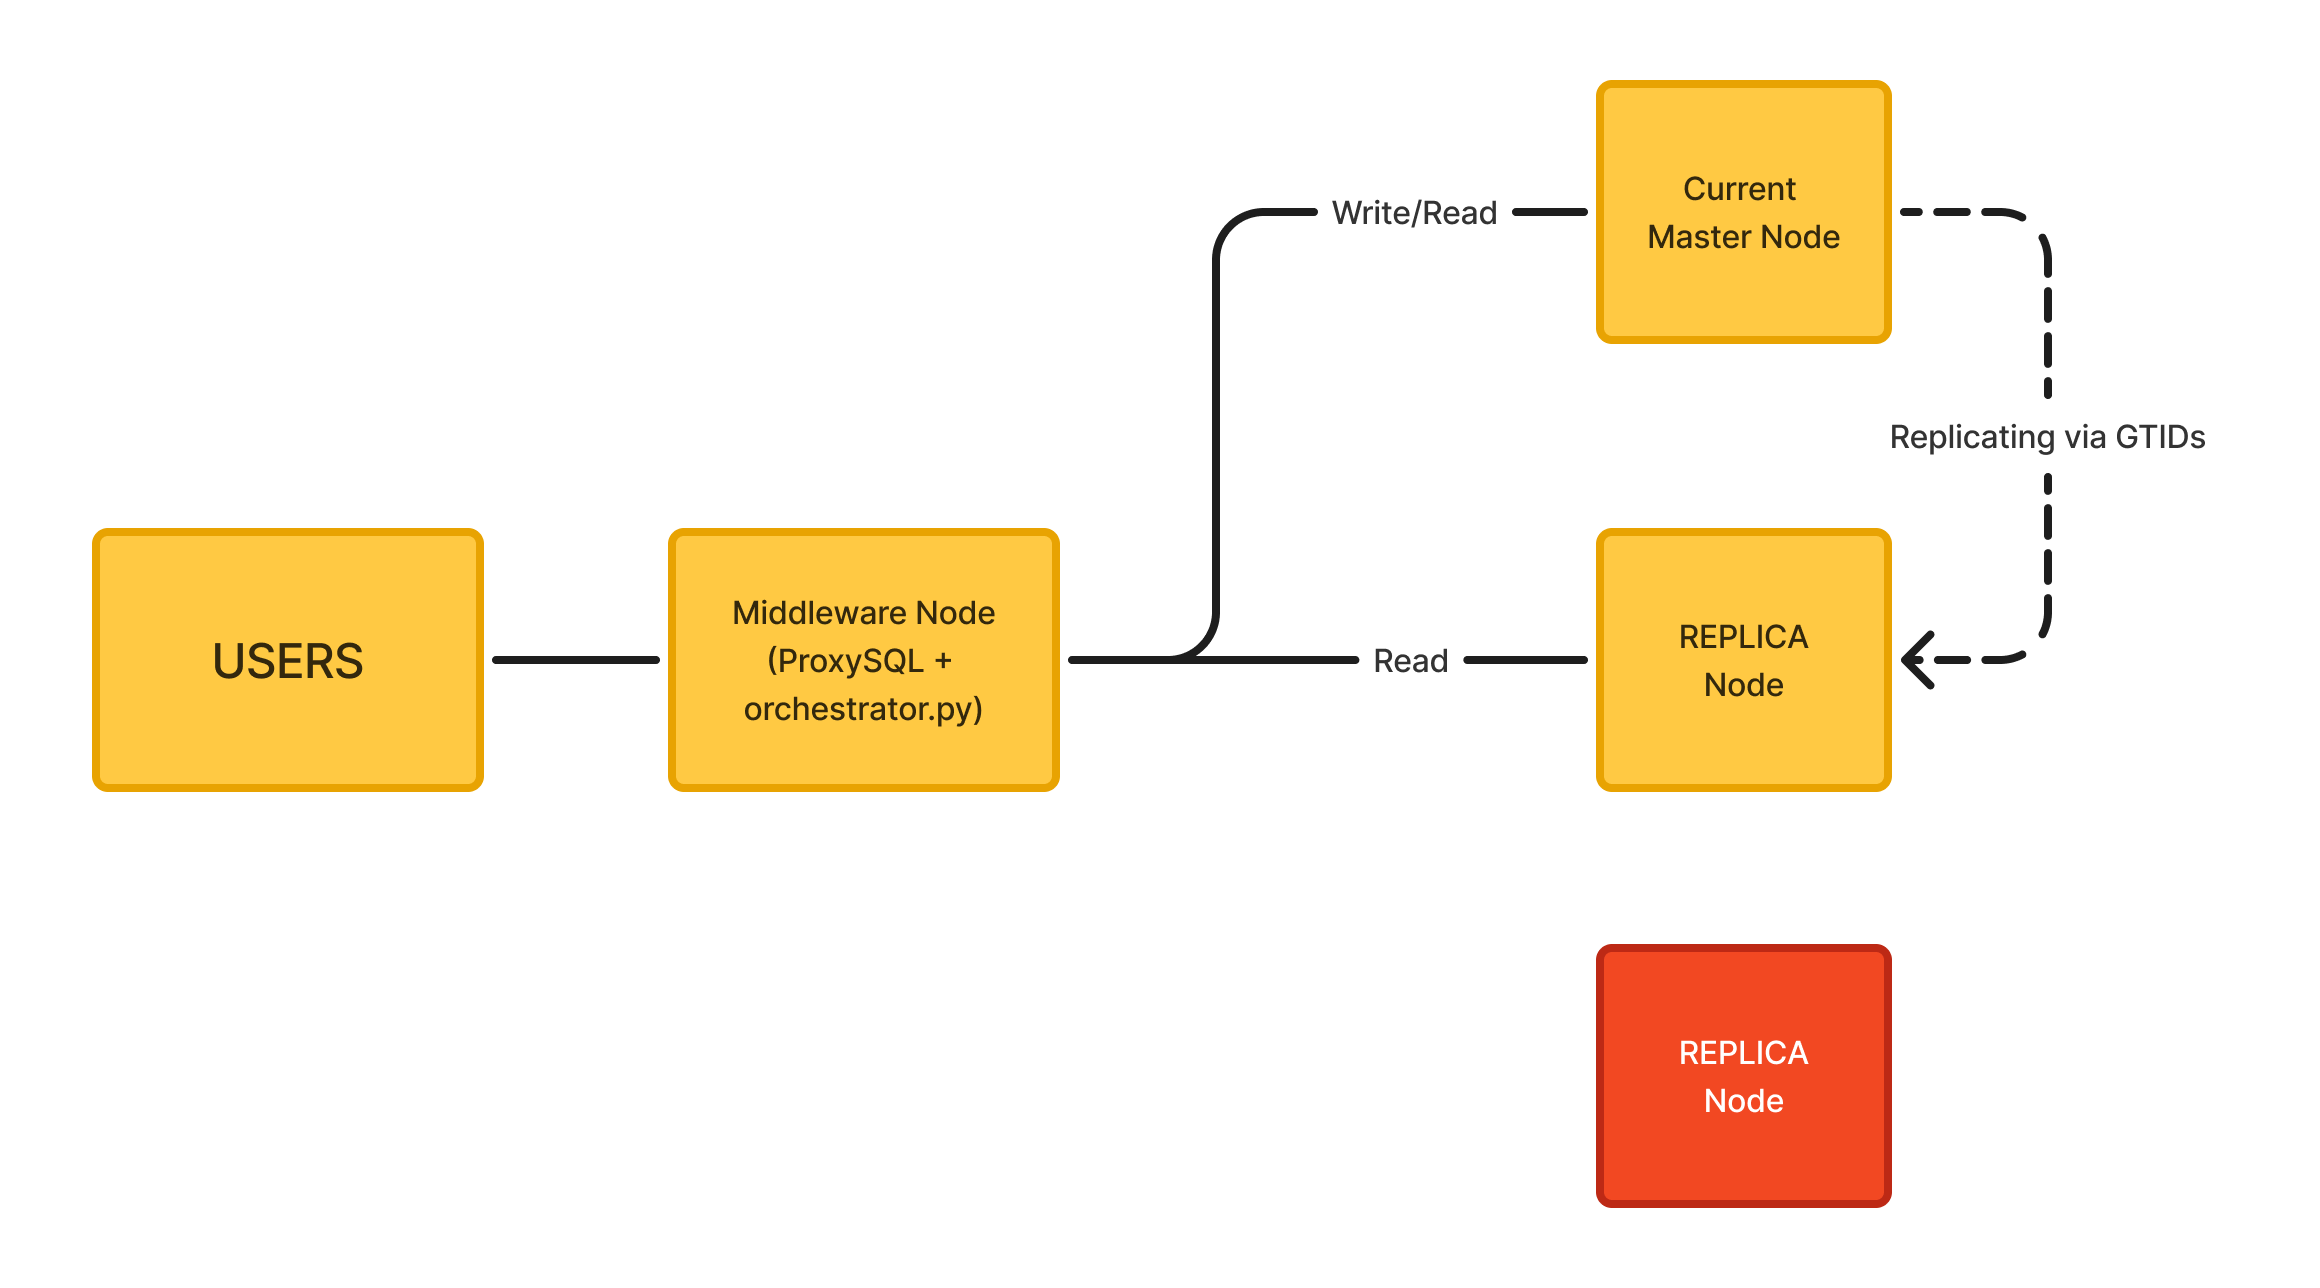 Current
Master Node
Write/Read
Replicating via GTIDs
USERS
Middleware Node
(ProxySQL +
orchestrator.py)
Read
REPLICA
Node
REPLICA
Node